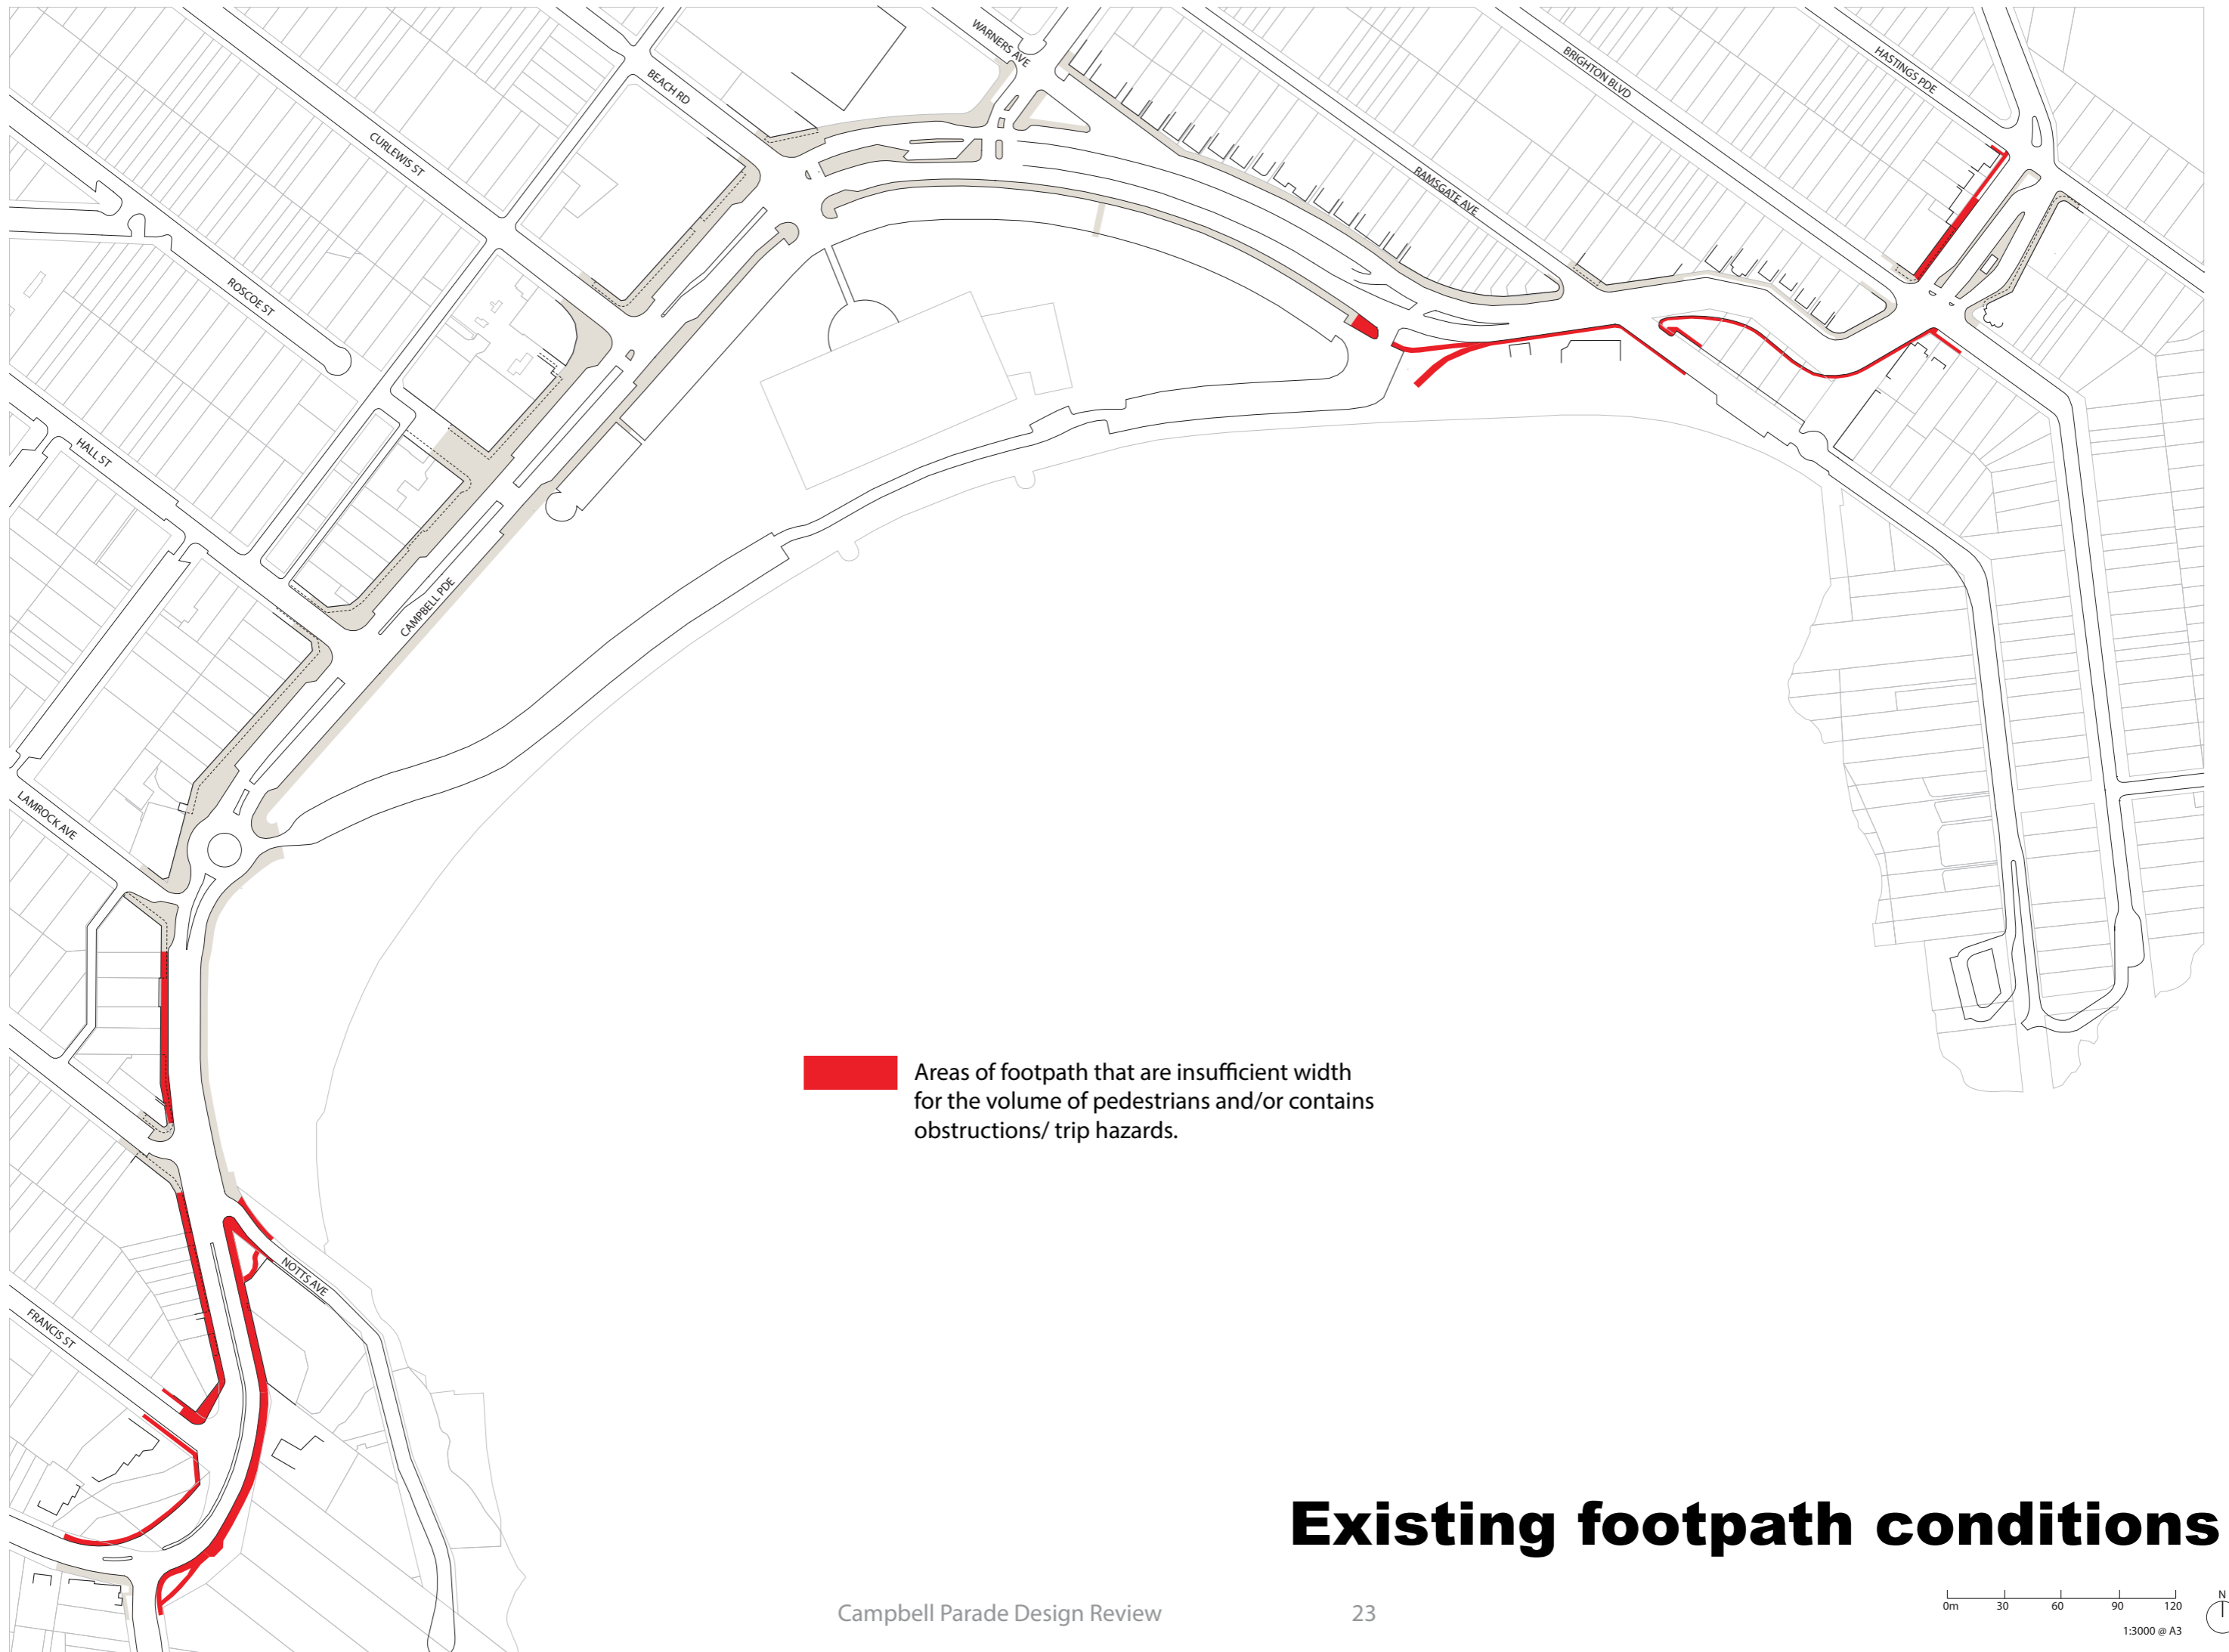 WARNERS AVE
BEACH RD
BRIGHTON BLVD
HASTINGS PDE
CURLEWIS ST
RAMSGATE AVE
ROSCOE ST
HALL ST
CAMPBELL PDE
LAMROCK AVE
Areas of footpath that are insufficient width
for the volume of pedestrians and/or contains
obstructions/ trip hazards.
NOTTS AVE
FRANCIS ST
Existing footpath conditions
Campbell Parade Design Review
23
0m 30 60 90 120
N
1:3000 @ A3